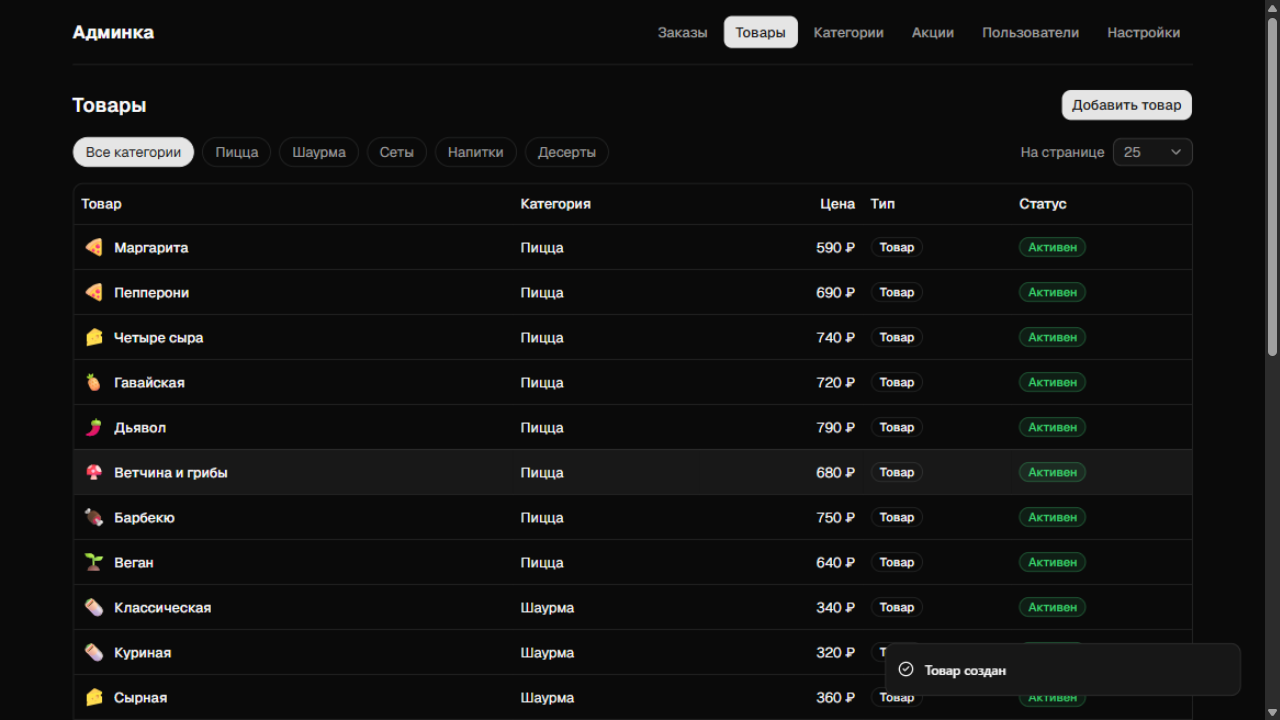 Админка
Заказы Товары Категории Акции Пользователи Настройки
Товары
Добавить товар
Все категории Пицца Шаурма Сеты Напитки Десерты На странице 25
Товар Категория Цена Тип Статус
Маргарита Пицца 590 ₽ Товар Активен
Пепперони Пицца 690 ₽ Товар Активен
Четыре сыра Пицца 740 ₽ Товар Активен
Гавайская Пицца 720 ₽ Товар Активен
Дьявол Пицца 790 ₽ Товар Активен
Ветчина и грибы Пицца 680 ₽ Товар Активен
Барбекю Пицца 750 ₽ Товар Активен
Веган Пицца 640 ₽ Товар Активен
Классическая Шаурма 340 ₽ Товар Активен
Куриная Шаурма 320 ₽
Товар создан
Сырная Шаурма 360 ₽ Товар Активен